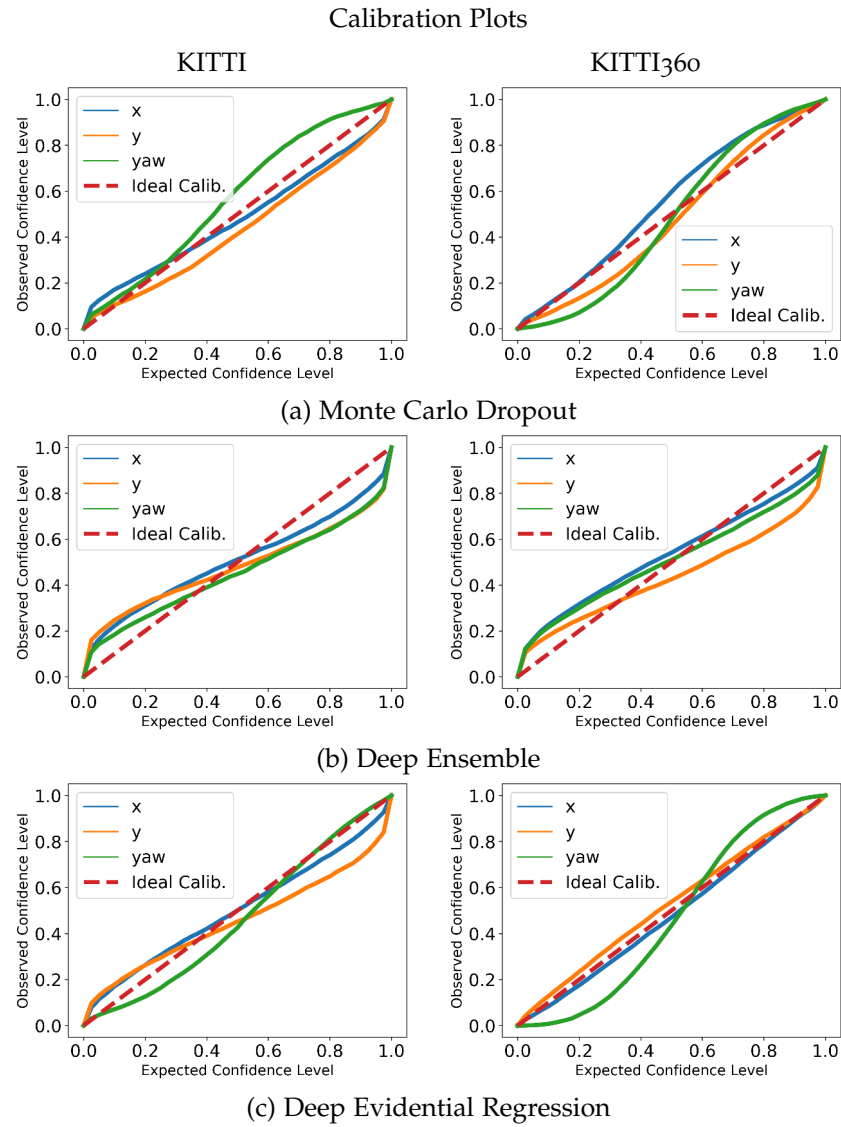 Calibration Plots
KITTI
KITTI360
1.0
0.8
0.6
0.4
0.2
0.0
Observed Confidence Level
x
y
yaw
Ideal Calib.
0.0 0.2 0.4 0.6 0.8 1.0
Expected Confidence Level
1.0
0.8
0.6
0.4
0.2
0.0
Observed Confidence Level
x
y
yaw
Ideal Calib.
0.0 0.2 0.4 0.6 0.8 1.0
Expected Confidence Level
(a) Monte Carlo Dropout
1.0
0.8
0.6
0.4
0.2
0.0
Observed Confidence Level
x
y
yaw
Ideal Calib.
0.0 0.2 0.4 0.6 0.8 1.0
Expected Confidence Level
1.0
0.8
0.6
0.4
0.2
0.0
Observed Confidence Level
x
y
yaw
Ideal Calib.
0.0 0.2 0.4 0.6 0.8 1.0
Expected Confidence Level
(b) Deep Ensemble
1.0
0.8
0.6
0.4
0.2
0.0
Observed Confidence Level
x
y
yaw
Ideal Calib.
0.0 0.2 0.4 0.6 0.8 1.0
Expected Confidence Level
1.0
0.8
0.6
0.4
0.2
0.0
Observed Confidence Level
x
y
yaw
Ideal Calib.
0.0 0.2 0.4 0.6 0.8 1.0
Expected Confidence Level
(c) Deep Evidential Regression